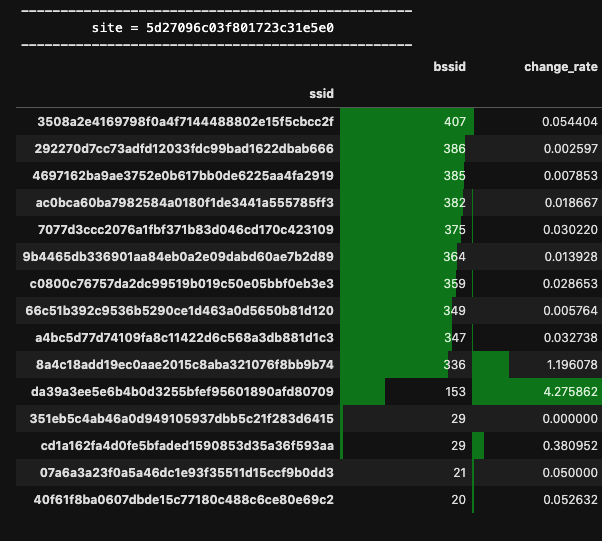 site = 5d27096c03f801723c31e5e0
bssid change_rate
ssid
3508a2e4169798f0a4f7144488802e15f5cbcc2f 407 0.054404
292270d7cc73adfd12033fdc99bad1622dbab666 386 0.002597
4697162ba9ae3752e0b617bb0de6225aa4fa2919 385 0.007853
ac0bca60ba7982584a0180f1de3441a555785ff3 382 0.018667
7077d3ccc2076a1fbf371b83d046cd170c423109 375 0.030220
9b4465db336901aa84eb0a2e09dabd60ae7b2d89 364 0.013928
c0800c76757da2dc99519b019c50e05bbf0eb3e3 359 0.028653
66c51b392c9536b5290ce1d463a0d5650b81d120 349 0.005764
a4bc5d77d74109fa8c11422d6c568a3db881d1c3 347 0.032738
8a4c18add19ec0aae2015c8aba321076f8bb9b74 336 1.196078
da39a3ee5e6b4b0d3255bfef95601890afd80709 153 4.275862
351eb5c4ab46a0d949105937dbb5c21f283d6415 29 0.000000
cd1a162fa4d0fe5bfaded1590853d35a36f593aa 29 0.380952
07a6a3a23f0a5a46dc1e93f35511d15ccf9b0dd3 21 0.050000
40f61f8ba0607dbde15c77180c488c6ce80e69c2 20 0.052632